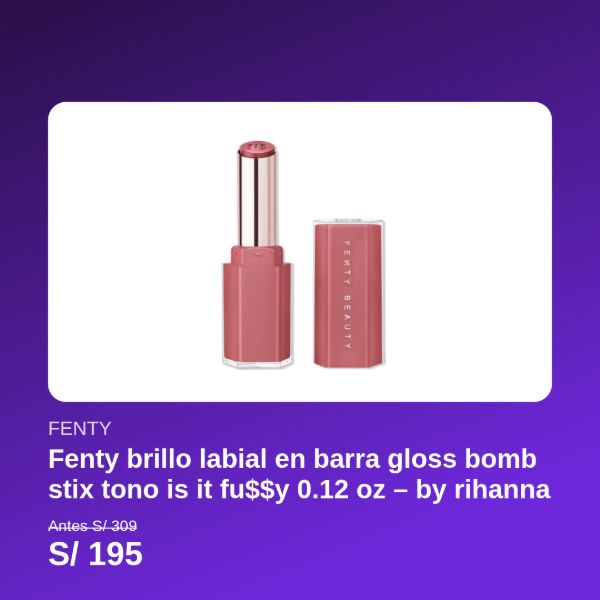 FENTY BEAUTY
FENTY
Fenty brillo labial en barra gloss bomb
stix tono is it fu$$y 0.12 oz – by rihanna
Antes S/ 309
S/ 195